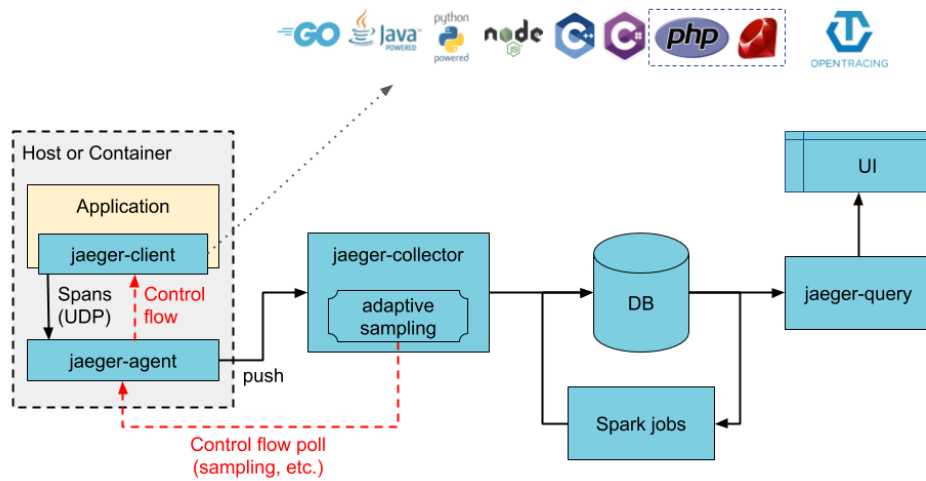 GO
Java
POWERED
python
powered
node
JS
C++
C#
php
OPENTRACING
Host or Container
Application
jaeger-client
Spans
(UDP)
Control
flow
jaeger-agent
push
jaeger-collector
adaptive
sampling
Control flow poll
(sampling, etc.)
DB
Spark jobs
UI
jaeger-query